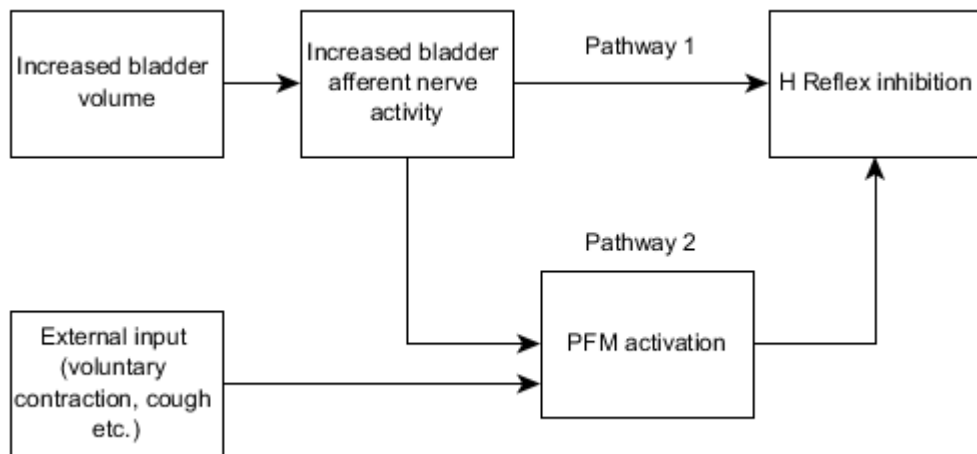 Increased bladder
volume
Increased bladder
afferent nerve
activity
Pathway 1
H Reflex inhibition
Pathway 2
PFM activation
External input
(voluntary
contraction, cough
etc.)